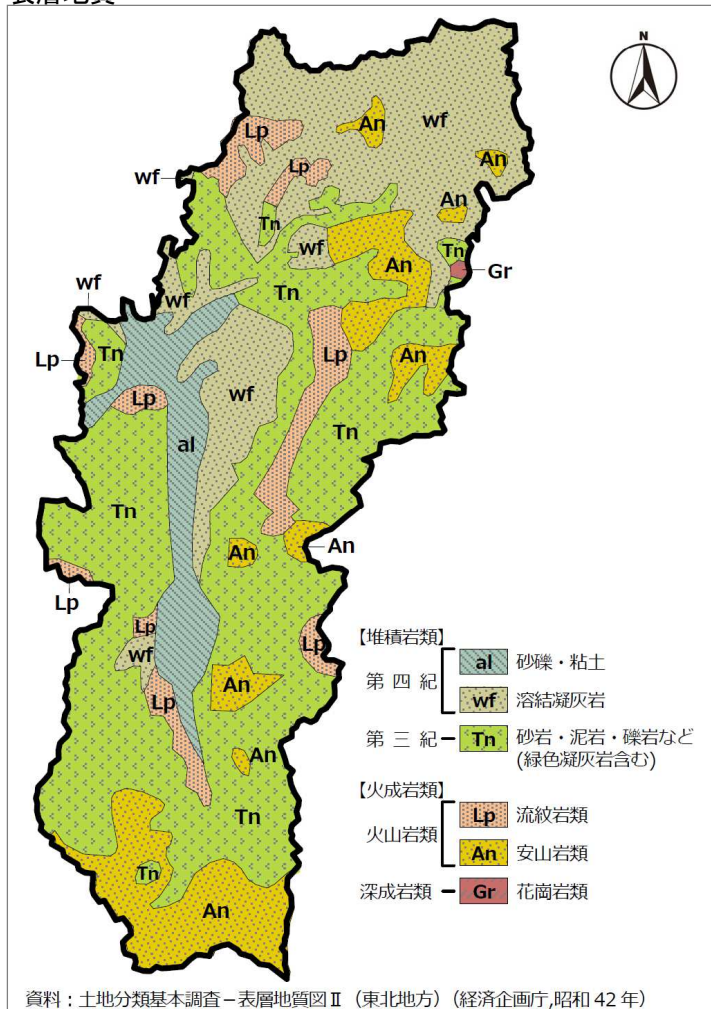 表層地質
N
wf
An
Lp
An
Lp
wf
An
Tn
wf
Tn
An
Gr
Tn
wf
wf
Lp
Tn
Lp
An
Lp
wf
Tn
al
Tn
An
An
Lp
Lp
Lp
wf
An
Lp
An
Tn
Tn
An
【堆積岩類】
第四紀
al 砂礫・粘土
wf 溶結凝灰岩
第三紀 Tn 砂岩・泥岩・礫岩など
(緑色凝灰岩含む)
【火成岩類】
火山岩類
Lp 流紋岩類
An 安山岩類
深成岩類 Gr 花崗岩類
資料：土地分類基本調査－表層地質図Ⅱ（東北地方）（経済企画庁,昭和42年）